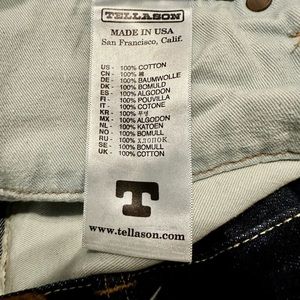 TELLASON
MADE IN USA
San Francisco, Calif.
US - 100% COTTON
CN - 100% 棉
DE - 100% BAUMWOLLE
DK - 100% BOMULD
ES - 100% ALGODON
FI - 100% POUVILLA
IT - 100% COTONE
KR - 100%
MX - 100% ALGODON
NL - 100% KATOEN
NO - 100% BOMULL
RU - 100% ХЛОПОК
SE - 100% BOMULL
UK - 100% COTTON
T
www.tellason.com